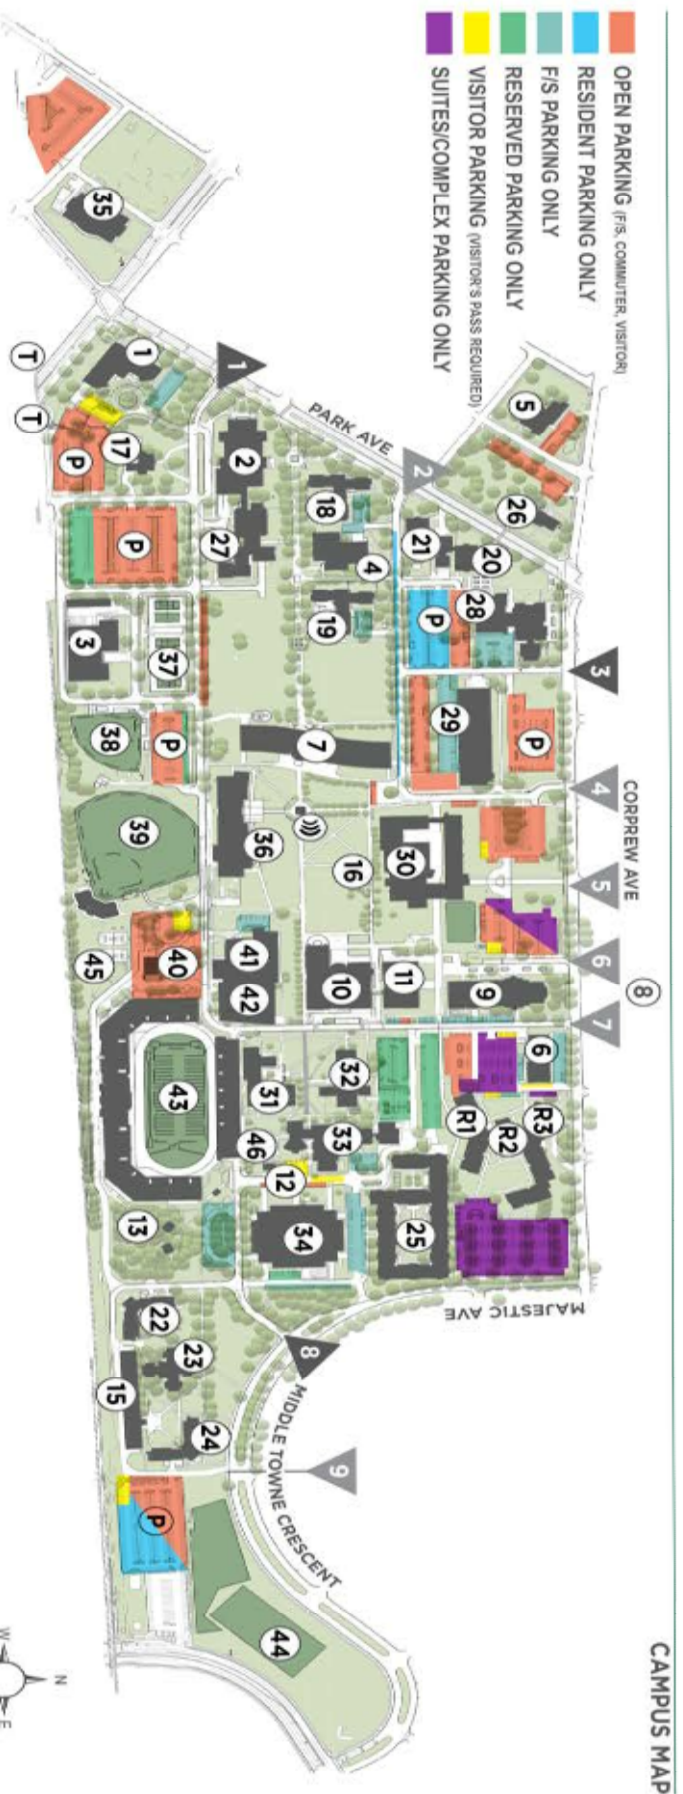 CAMPUS MAP
OPEN PARKING (F/S, COMMUTER, VISITOR)
RESIDENT PARKING ONLY
F/S PARKING ONLY
RESERVED PARKING ONLY
VISITOR PARKING (VISITOR'S PASS REQUIRED)
SUITES/COMPLEX PARKING ONLY
CORPREW AVE
8
3
4
5
6
7
5
26
2
PARK AVE
20
21
28
P
29
P
30
11
9
6
R1
R2
R3
MAJESTIC AVE
1
2
27
18
4
19
7
36
16
10
41
42
32
31
33
46
12
34
25
8
MIDDLE TOWNE CRESCENT
9
35
1
17
T
T
P
P
3
37
38
P
39
40
45
43
13
22
23
15
24
P
44
N
W
E